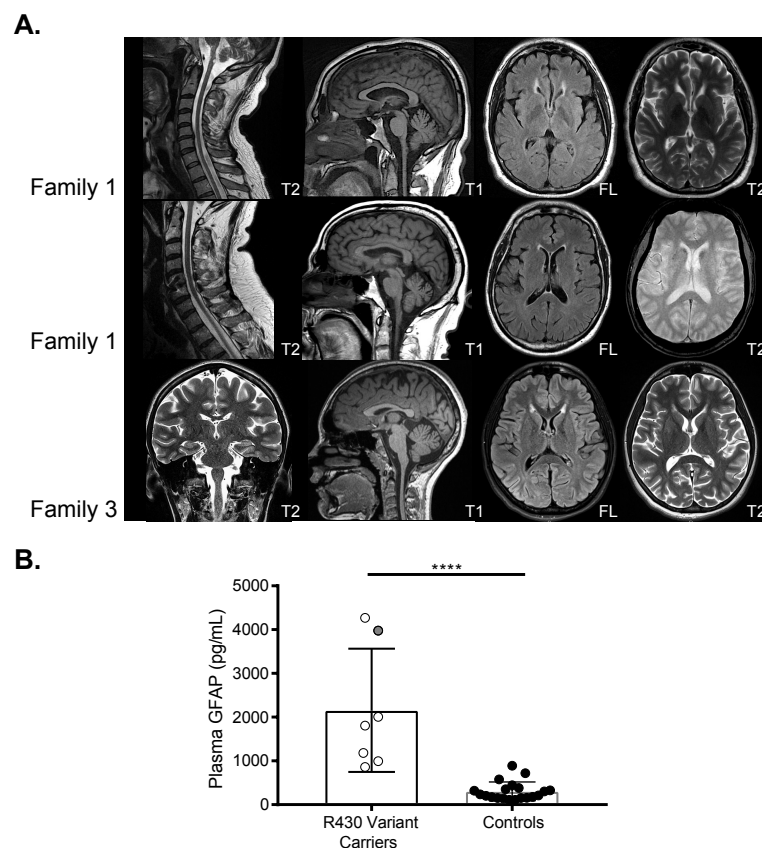 A.
Family 1
T2
T1
FL
T2
Family 1
T2
T1
FL
T2
Family 3
T2
T1
FL
T2
B.
****
Plasma GFAP (pg/mL)
5000
4000
3000
2000
1000
0
R430 Variant
Carriers
Controls